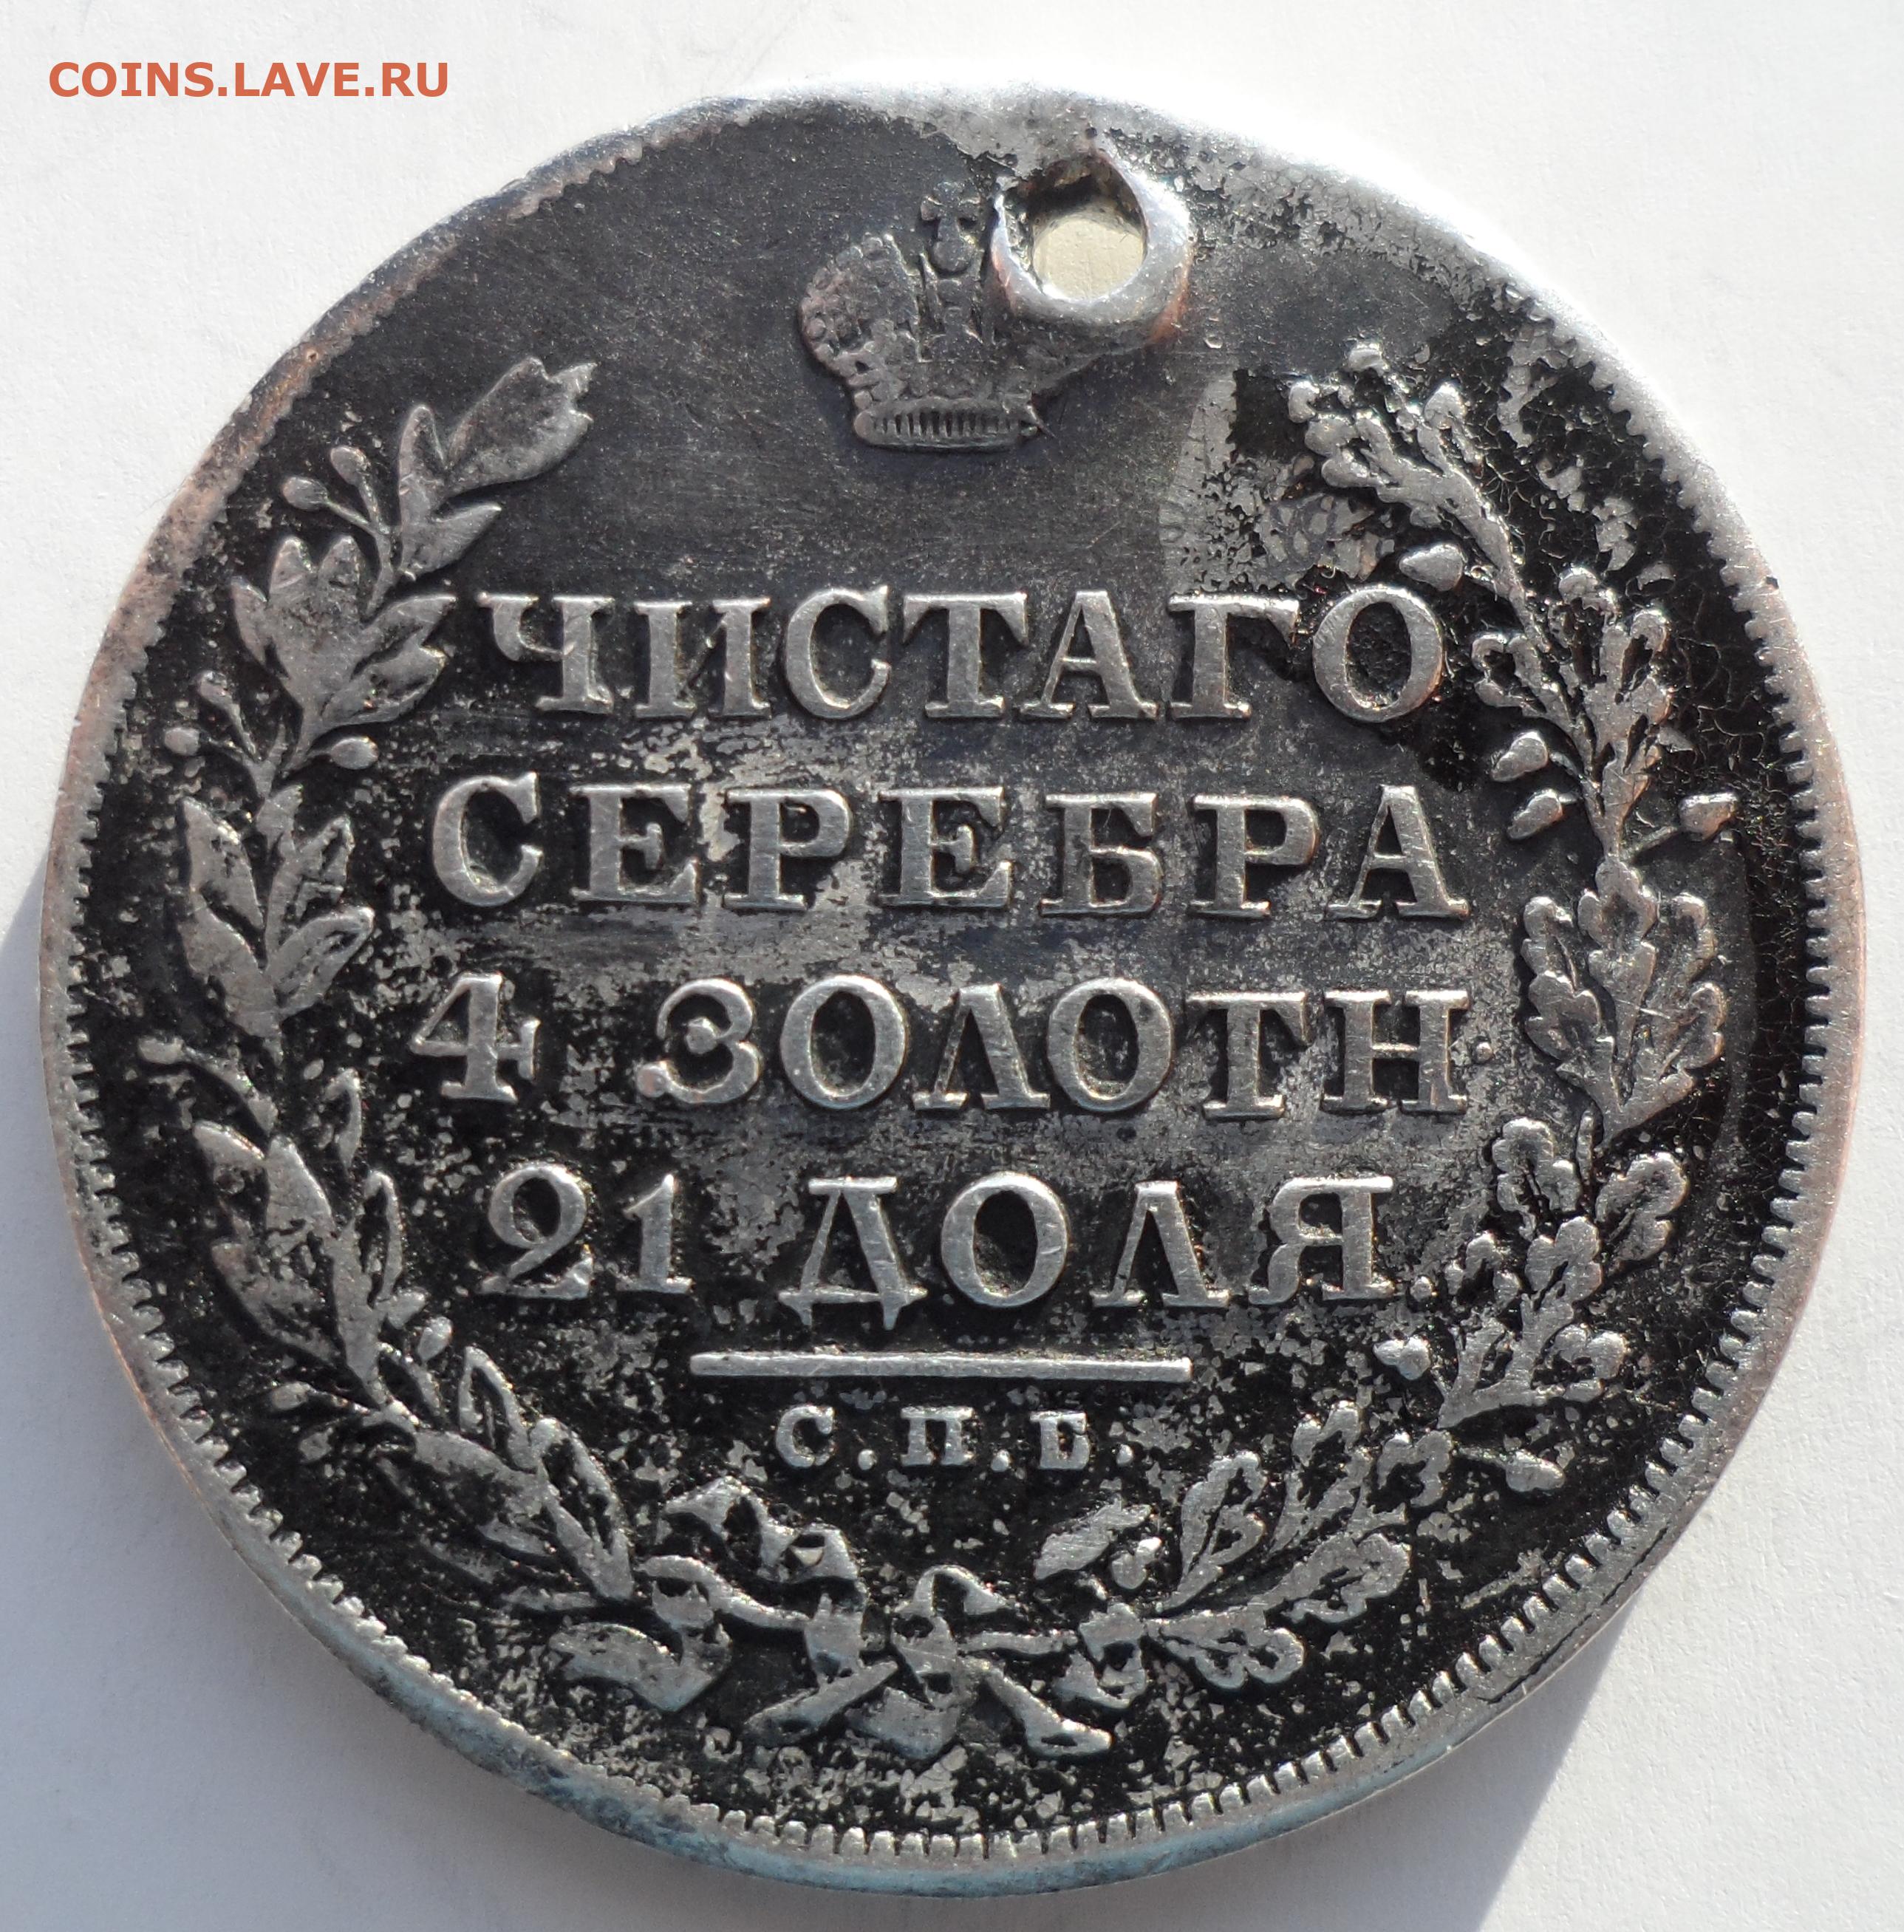 COINS.LAVE.RU
ЧИСТАГО
СЕРЕБРА
4 ЗОЛОТН.
21 ДОЛЯ.
С.П.Б.